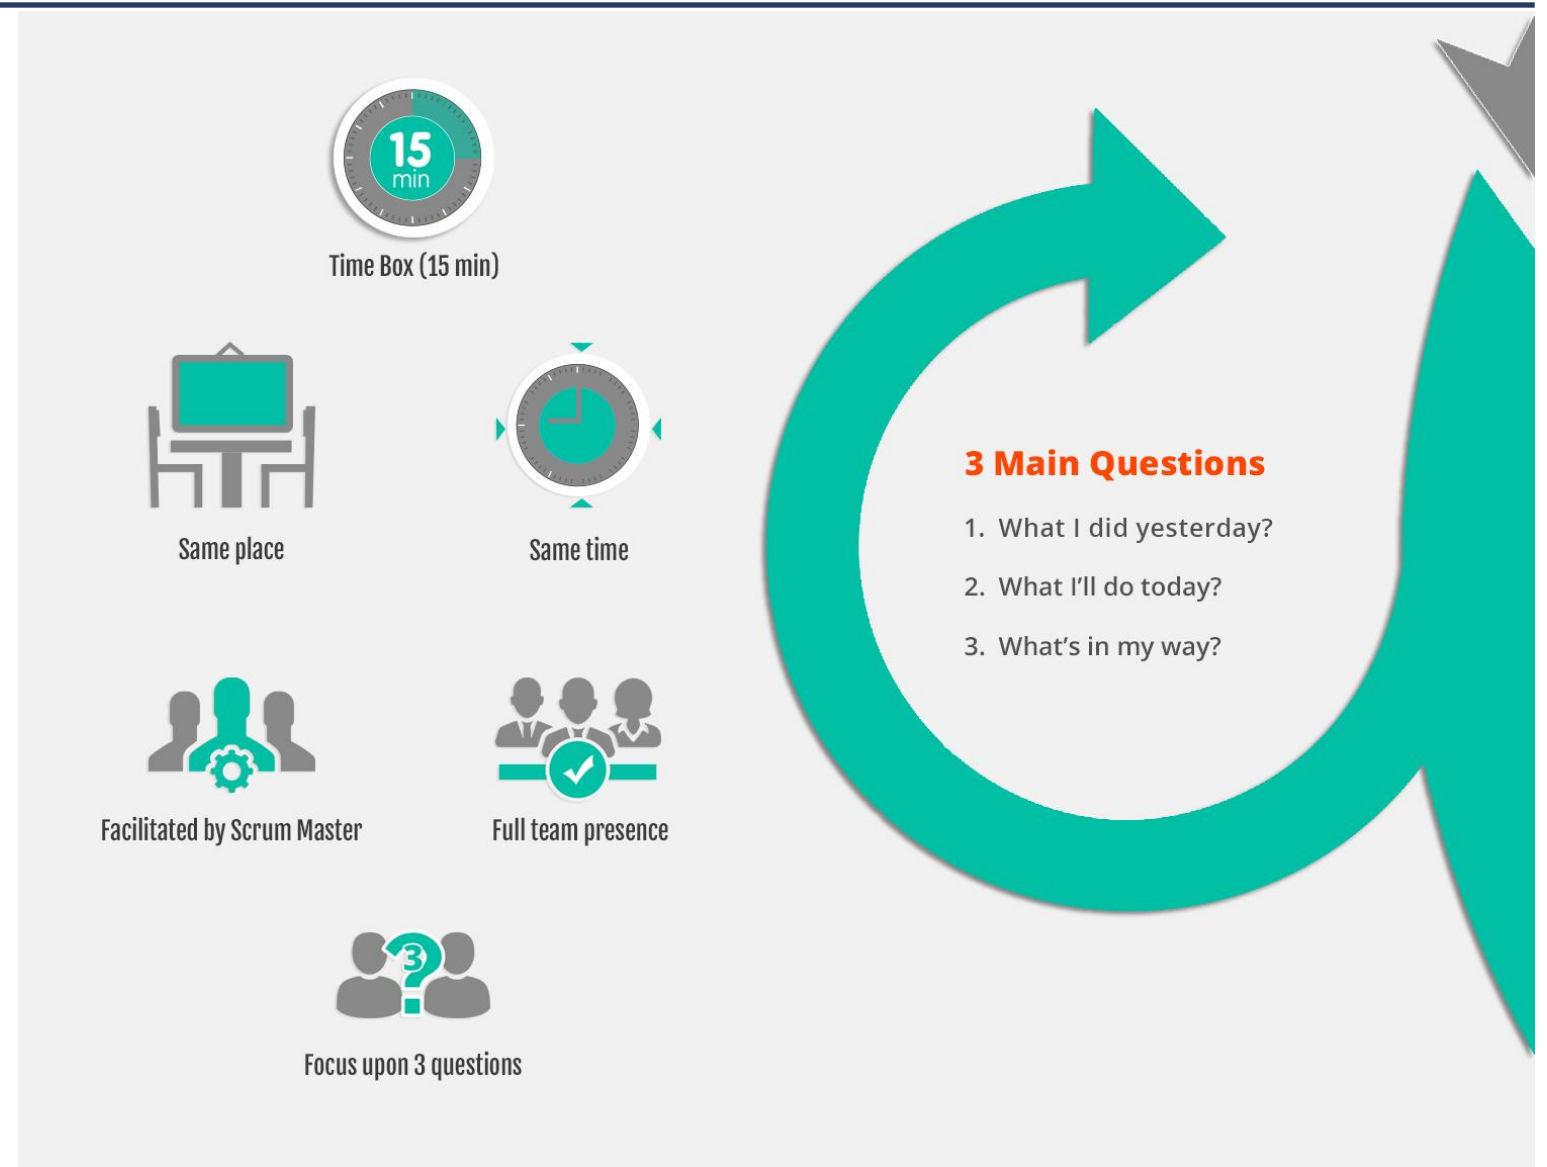 15
min
Time Box (15 min)
Same place
Same time
Facilitated by Scrum Master
Full team presence
3
Focus upon 3 questions
3 Main Questions
1. What I did yesterday?
2. What I’ll do today?
3. What’s in my way?